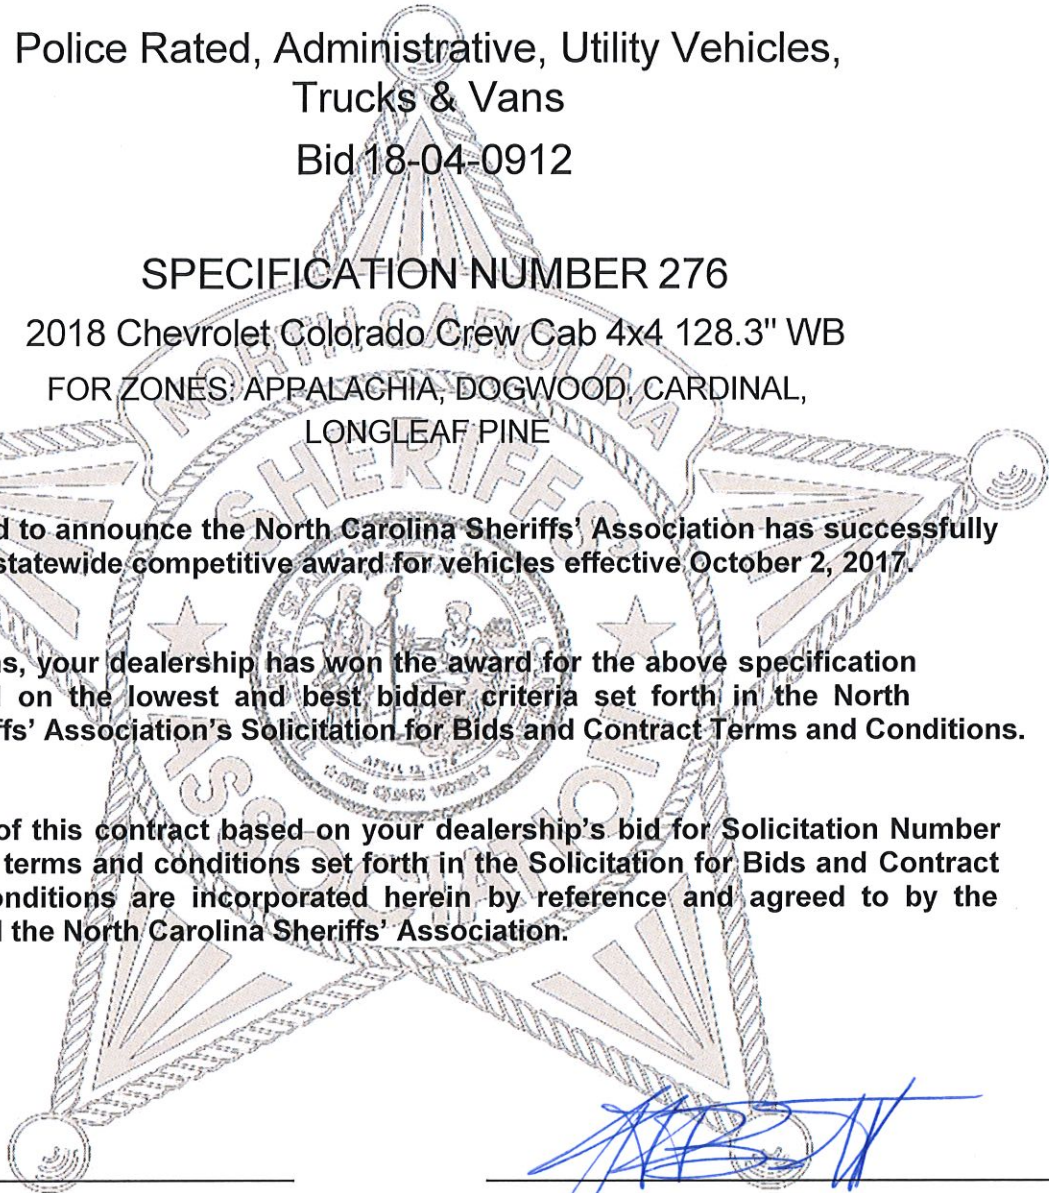 Police Rated, Administrative, Utility Vehicles,
Trucks & Vans
Bid 18-04-0912
SPECIFICATION NUMBER 276
2018 Chevrolet Colorado Crew Cab 4x4 128.3" WB
FOR ZONES: APPALACHIA, DOGWOOD, CARDINAL,
LONGLEAF PINE
NORTH CAROLINA
SHERIFFS'
to announce the North Carolina Sheriffs' Association has successfully
statewide competitive award for vehicles effective October 2, 2017.
your dealership has won the award for the above specification
on the lowest and best bidder criteria set forth in the North
Association's Solicitation for Bids and Contract Terms and Conditions.
of this contract based on your dealership's bid for Solicitation Number
terms and conditions set forth in the Solicitation for Bids and Contract
are incorporated herein by reference and agreed to by the
the North Carolina Sheriffs' Association.
ASSOCIATION